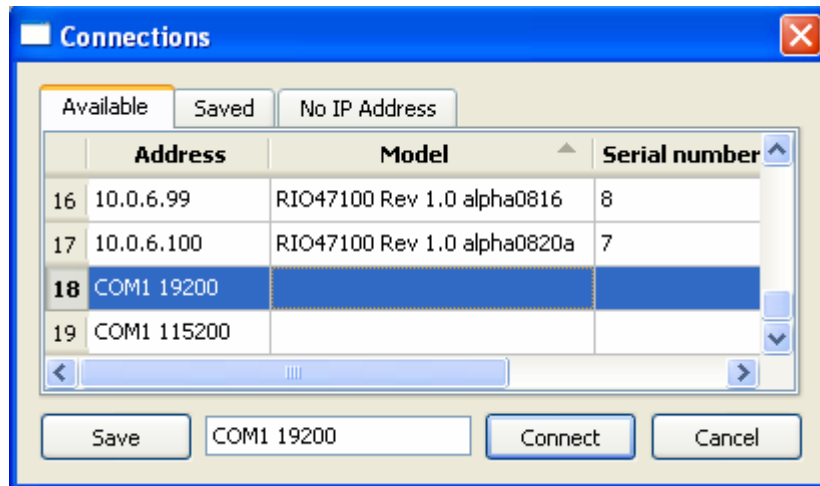 Connections
Available Saved No IP Address
Address Model Serial number
16 10.0.6.99 RIO47100 Rev 1.0 alpha0816 8
17 10.0.6.100 RIO47100 Rev 1.0 alpha0820a 7
18 COM1 19200
19 COM1 115200
Save COM1 19200 Connect Cancel